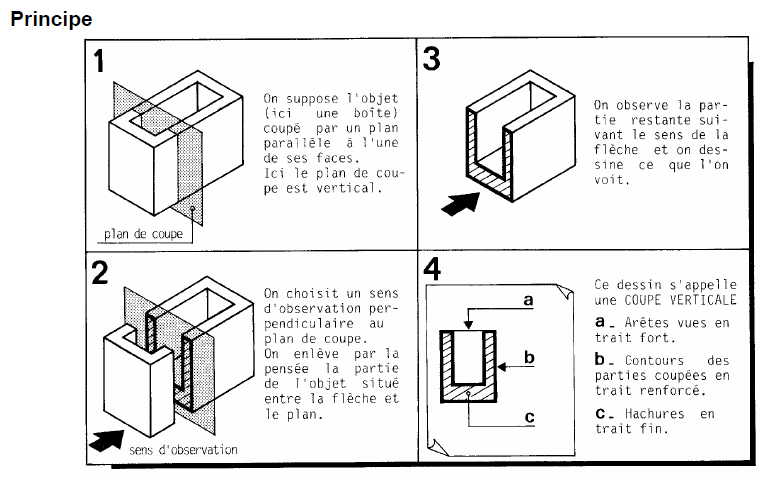 Principe
1
On suppose l'objet
(ici une boîte)
coupé par un plan
parallèle à l'une
de ses faces.
Ici le plan de cou-
pe est vertical.
plan de coupe
2
On choisit un sens
d'observation per-
pendiculaire au
plan de coupe.
On enlève par la
pensée la partie
de l'objet situé
entre la flèche et
le plan.
sens d'observation
3
On observe la par-
tie restante sui-
vant le sens de la
flèche et on des-
sine ce que l'on
voit.
4
a
b
c
Ce dessin s'appelle
une COUPE VERTICALE
a_ Arêtes vues en
trait fort.
b_ Contours des
parties coupées en
trait renforcé.
c_ Hachures en
trait fin.